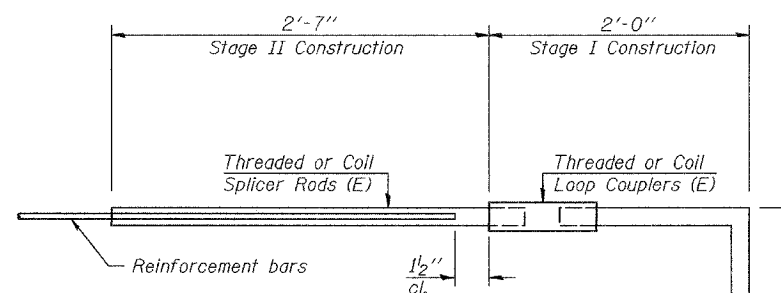 2'-7"
2'-0"
Stage II Construction
Stage I Construction
Threaded or Coil
Splicer Rods (E)
Threaded or Coil
Loop Couplers (E)
Reinforcement bars
1½"
cl.